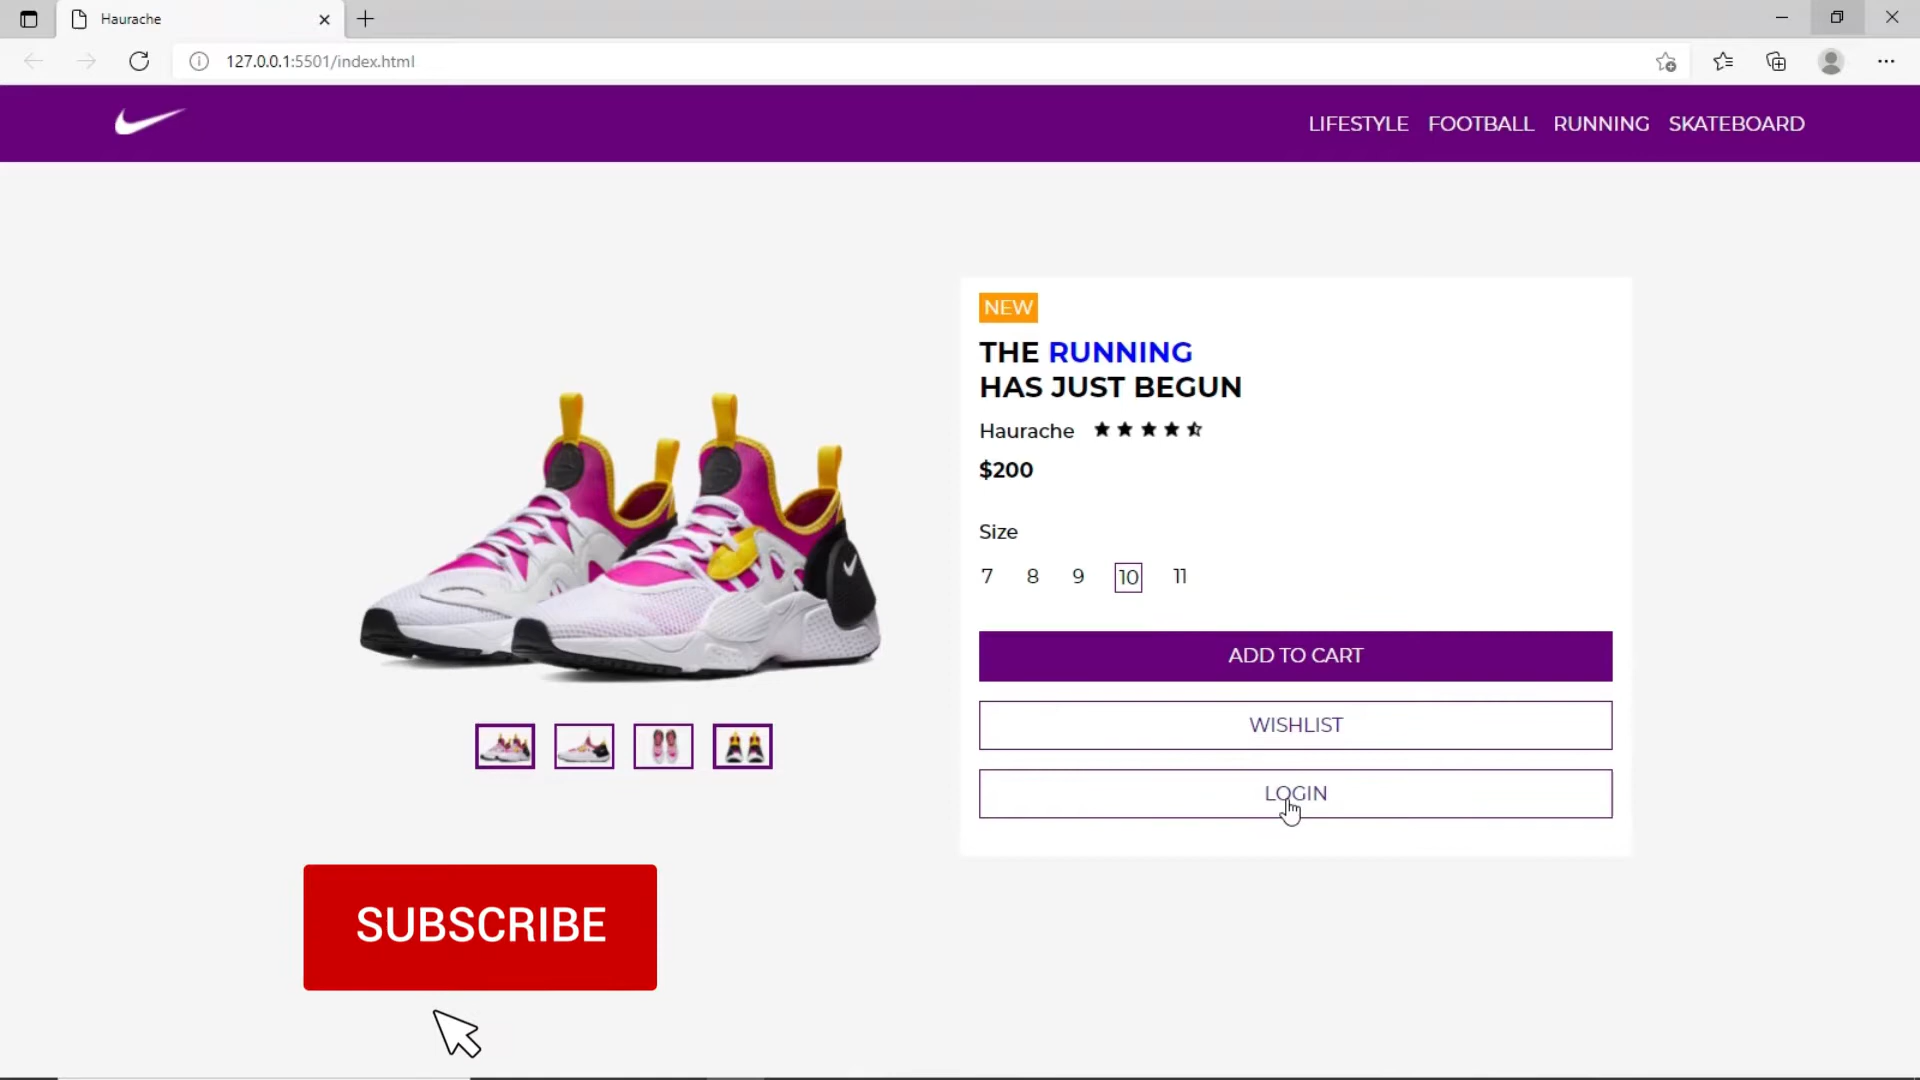 Haurache
127.0.0.1:5501/index.html
LIFESTYLE FOOTBALL RUNNING SKATEBOARD
NEW
THE RUNNING
HAS JUST BEGUN
Haurache
$200
Size
7 8 9 10 11
ADD TO CART
WISHLIST
LOGIN
SUBSCRIBE